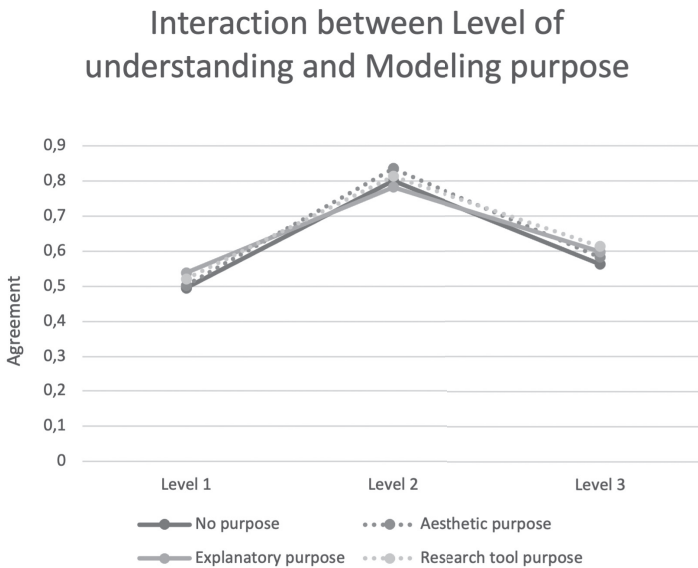 Interaction between Level of
understanding and Modeling purpose
0,9
0,8
0,7
0,6
0,5
0,4
0,3
0,2
0,1
0
Agreement
Level 1 Level 2 Level 3
No purpose Aesthetic purpose
Explanatory purpose Research tool purpose